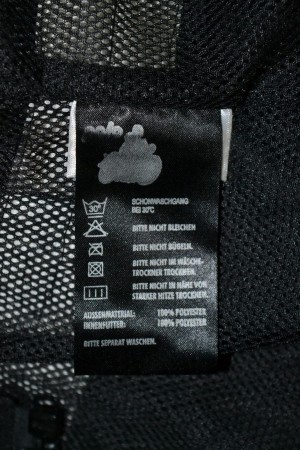 30°
SCHONWASCHGANG
BEI 30°C
BITTE NICHT BLEICHEN
BITTE NICHT BÜGELN.
BITTE NICHT IM WÄSCHE-
TROCKNER TROCKNEN.
BITTE NICHT IN NÄHE VON
STARKER HITZE TROCKNEN.
AUSSENMATERIAL: 100% POLYESTER
INNENFUTTER: 100% POLYESTER
BITTE SEPARAT WASCHEN.